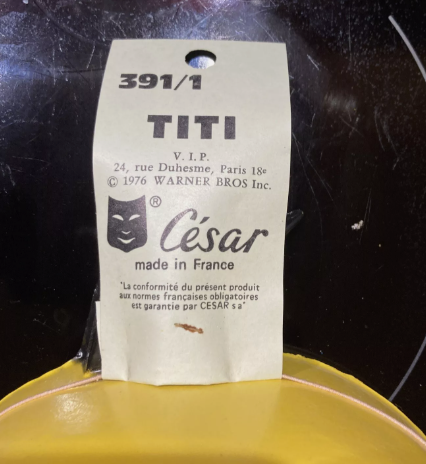 391/1
TITI
V. I. P.
24, rue Duhesme, Paris 18e
© 1976 WARNER BROS Inc.
® César
made in France
"La conformité du présent produit
aux normes françaises obligatoires
est garantie par CESAR s a"